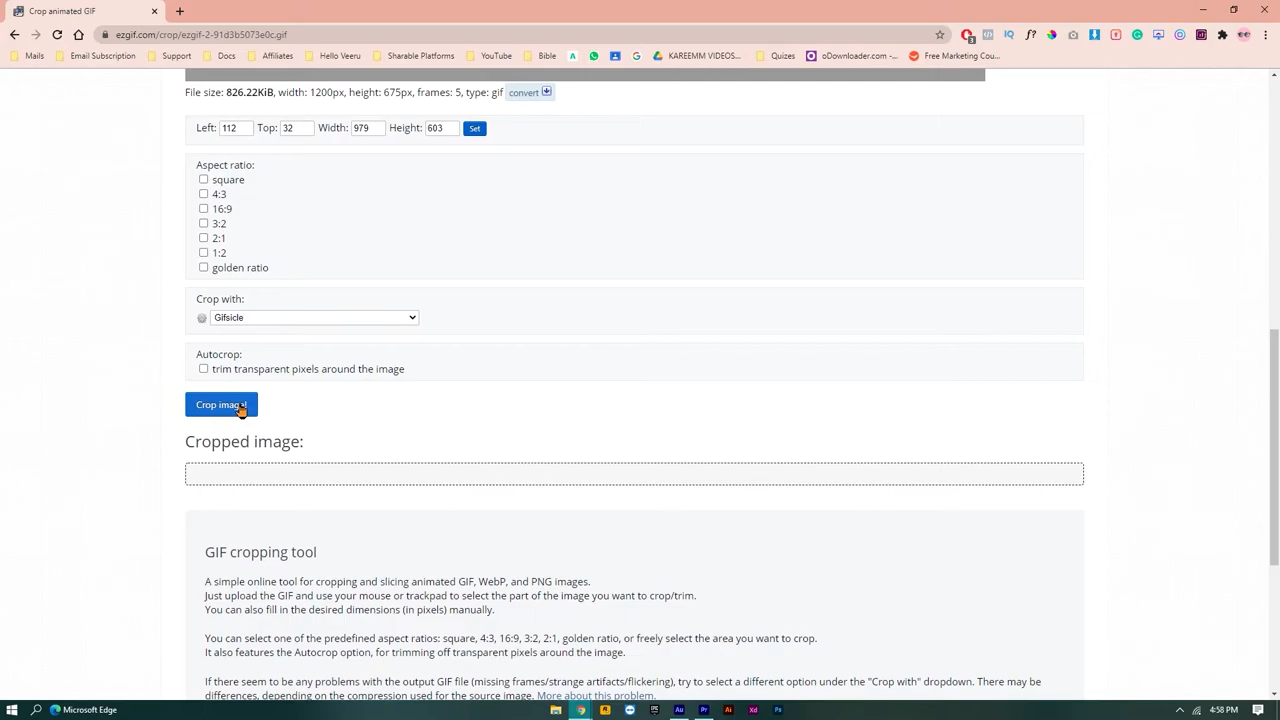 Crop animated GIF
ezgif.com/crop/ezgif-2-91d3b5073e0c.gif
Mails Email Subscription Support Docs Affiliates Hello Veeru Sharable Platforms YouTube Bible KAREEMM VIDEOS... Quizes oDownloader.com -... Free Marketing Cou...
File size: 826.22KiB, width: 1200px, height: 675px, frames: 5, type: gif convert
Left: 112 Top: 32 Width: 979 Height: 603 Set
Aspect ratio:
square
4:3
16:9
3:2
2:1
1:2
golden ratio
Crop with:
Gifsicle
Autocrop:
trim transparent pixels around the image
Crop image!
Cropped image:
GIF cropping tool
A simple online tool for cropping and slicing animated GIF, WebP, and PNG images.
Just upload the GIF and use your mouse or trackpad to select the part of the image you want to crop/trim.
You can also fill in the desired dimensions (in pixels) manually.
You can select one of the predefined aspect ratios: square, 4:3, 16:9, 3:2, 2:1, golden ratio, or freely select the area you want to crop.
It also features the Autocrop option, for trimming off transparent pixels around the image.
If there seem to be any problems with the output GIF file (missing frames/strange artifacts/flickering), try to select a different option under the "Crop with" dropdown. There may be
differences, depending on the compression used for the source image. More about this problem.
Microsoft Edge Au Pr Ai Xd Ps 4:58 PM